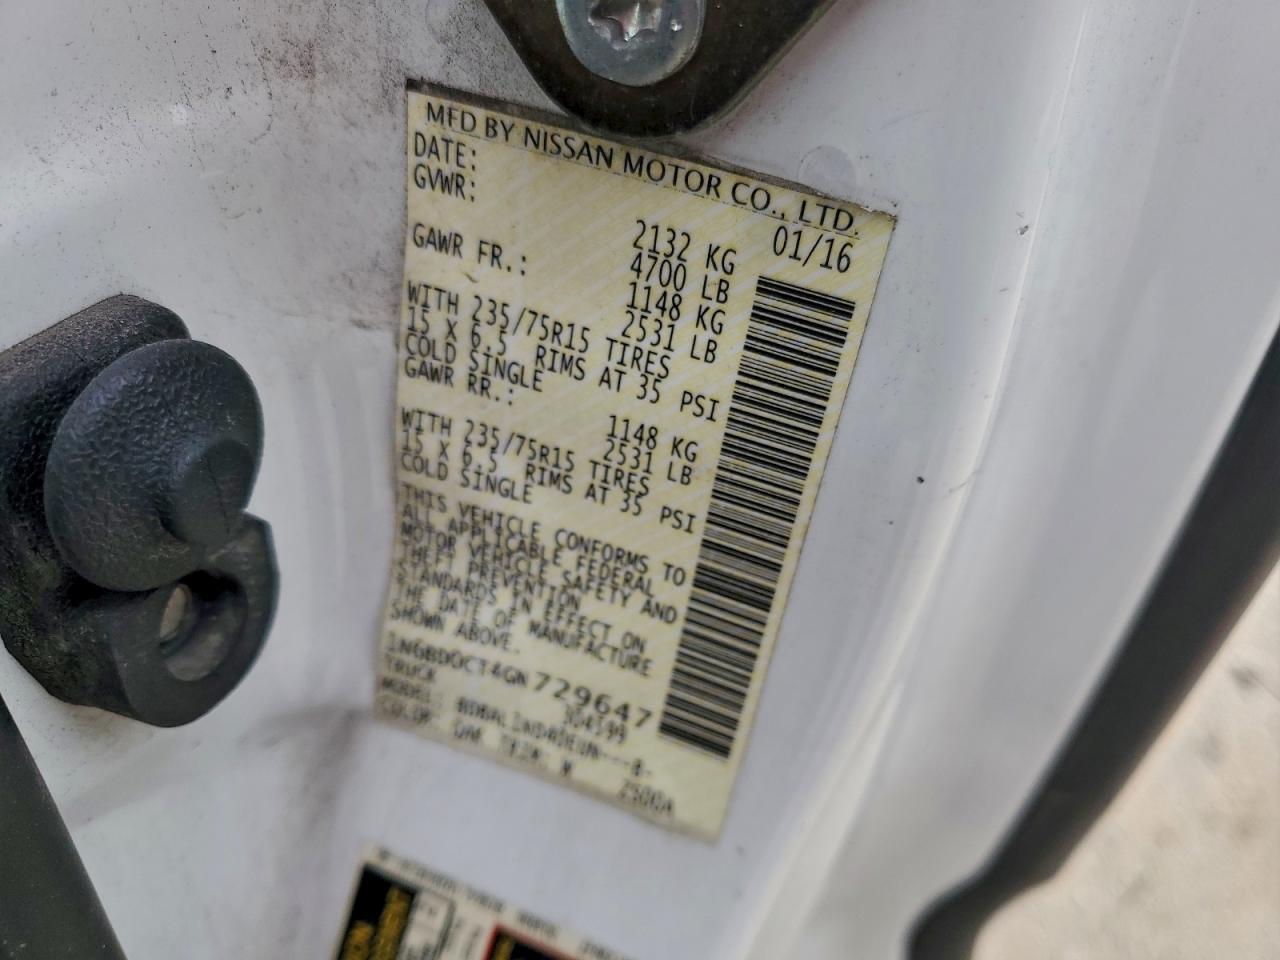 MFD BY NISSAN MOTOR CO., LTD.
DATE: 01/16
GVWR: 2132 KG
4700 LB
GAWR FR.: 1148 KG
2531 LB
WITH 235/75R15 TIRES
15 X 6.5 RIMS AT 35 PSI
COLD SINGLE
GAWR RR.: 1148 KG
2531 LB
WITH 235/75R15 TIRES
15 X 6.5 RIMS AT 35 PSI
COLD SINGLE
THIS VEHICLE CONFORMS TO
ALL APPLICABLE FEDERAL
MOTOR VEHICLE SAFETY AND
THEFT PREVENTION
STANDARDS IN EFFECT ON
THE DATE OF MANUFACTURE
SHOWN ABOVE.
1N6BD0CT4GN729647
TRUCK
MODEL:
COLOR: QAK TRIM: W